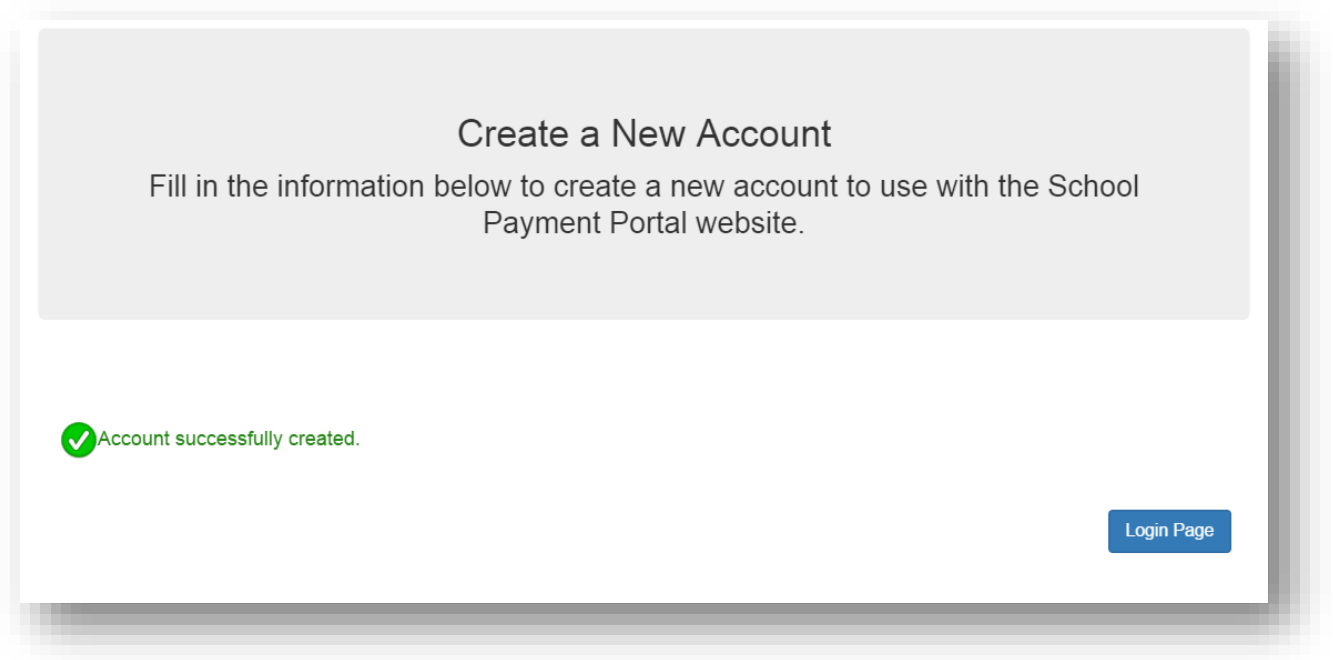 Create a New Account
Fill in the information below to create a new account to use with the School
Payment Portal website.
Account successfully created.
Login Page